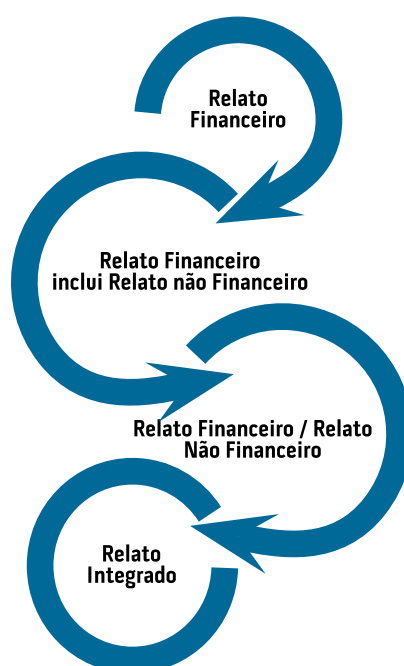 Relato
Financeiro
Relato Financeiro
inclui Relato não Financeiro
Relato Financeiro / Relato
Não Financeiro
Relato
Integrado